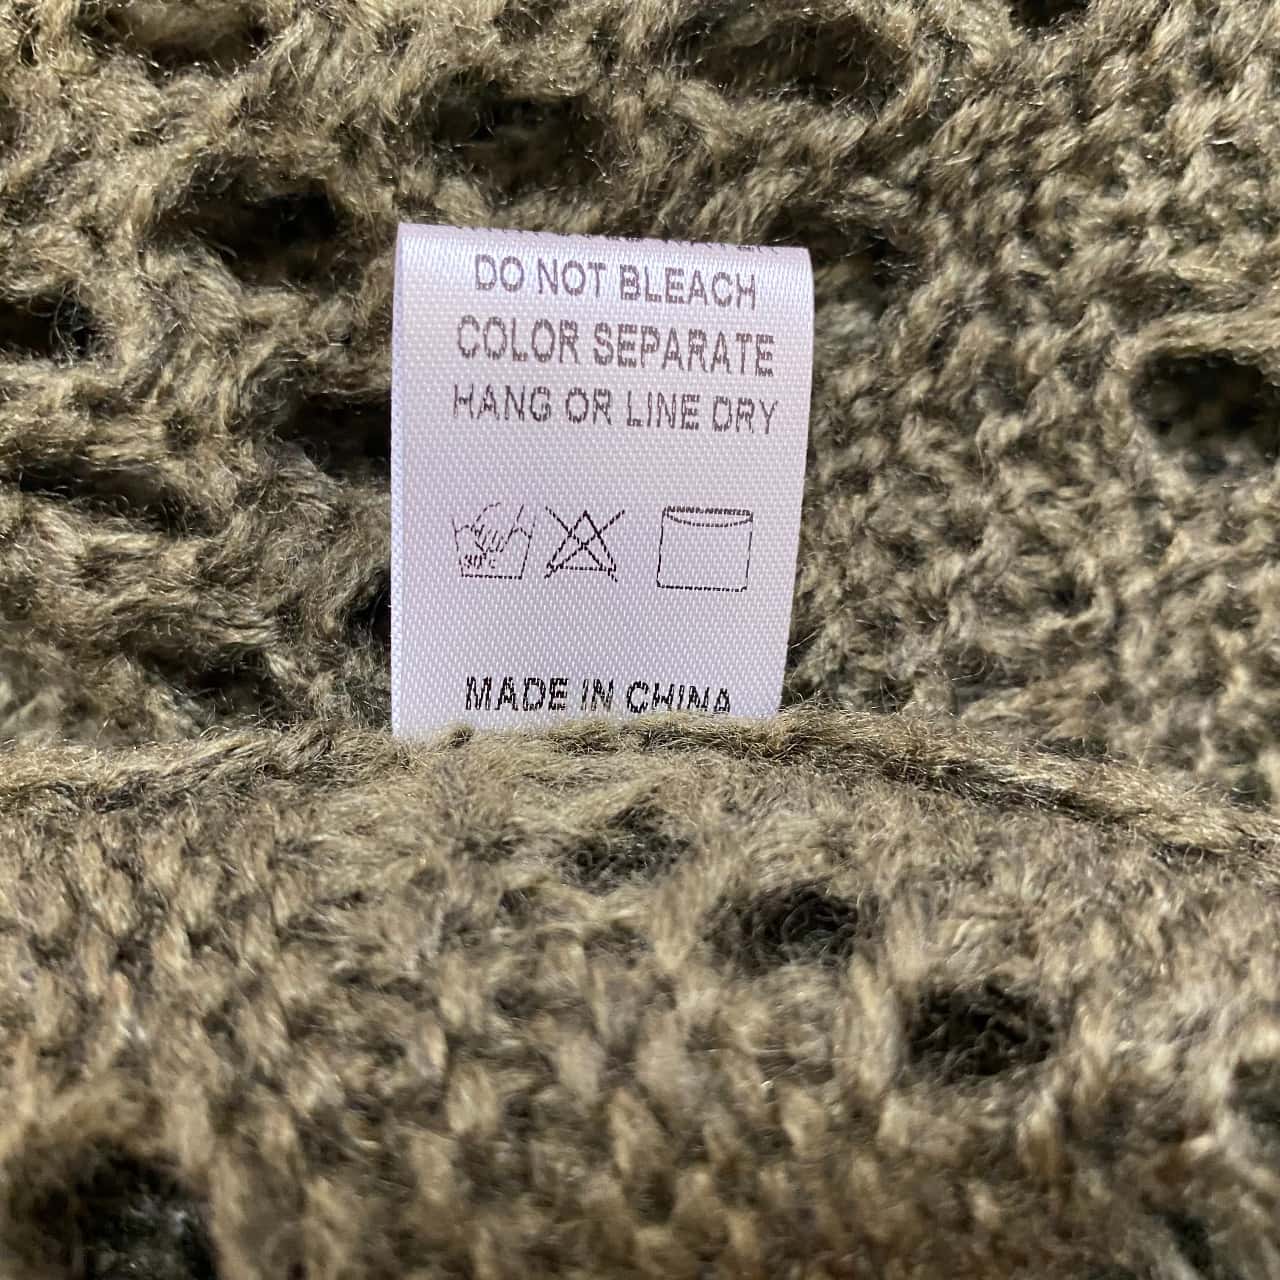 DO NOT BLEACH
COLOR SEPARATE
HANG OR LINE DRY
30°C
MADE IN CHINA